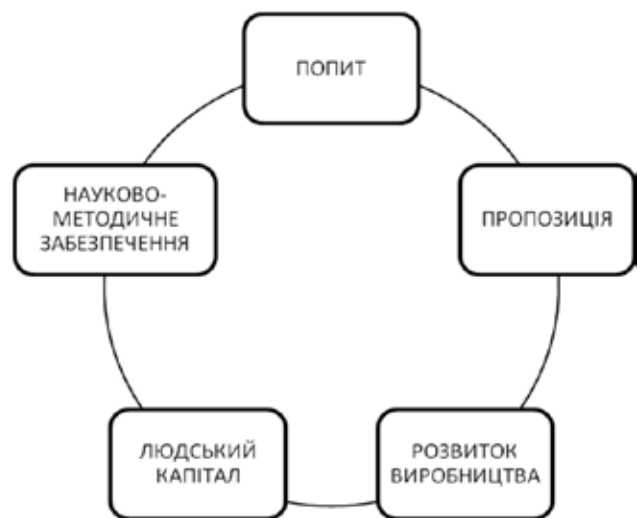 ПОПИТ
ПРОПОЗИЦІЯ
РОЗВИТОК
ВИРОБНИЦТВА
ЛЮДСЬКИЙ
КАПІТАЛ
НАУКОВО-
МЕТОДИЧНЕ
ЗАБЕЗПЕЧЕННЯ